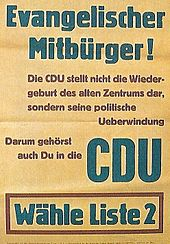 Evangelischer
Mitbürger!
Die CDU stellt nicht die Wieder-
geburt des alten Zentrums dar,
sondern seine politische
Ueberwindung
Darum gehörst
auch Du in die
CDU
Wähle Liste 2